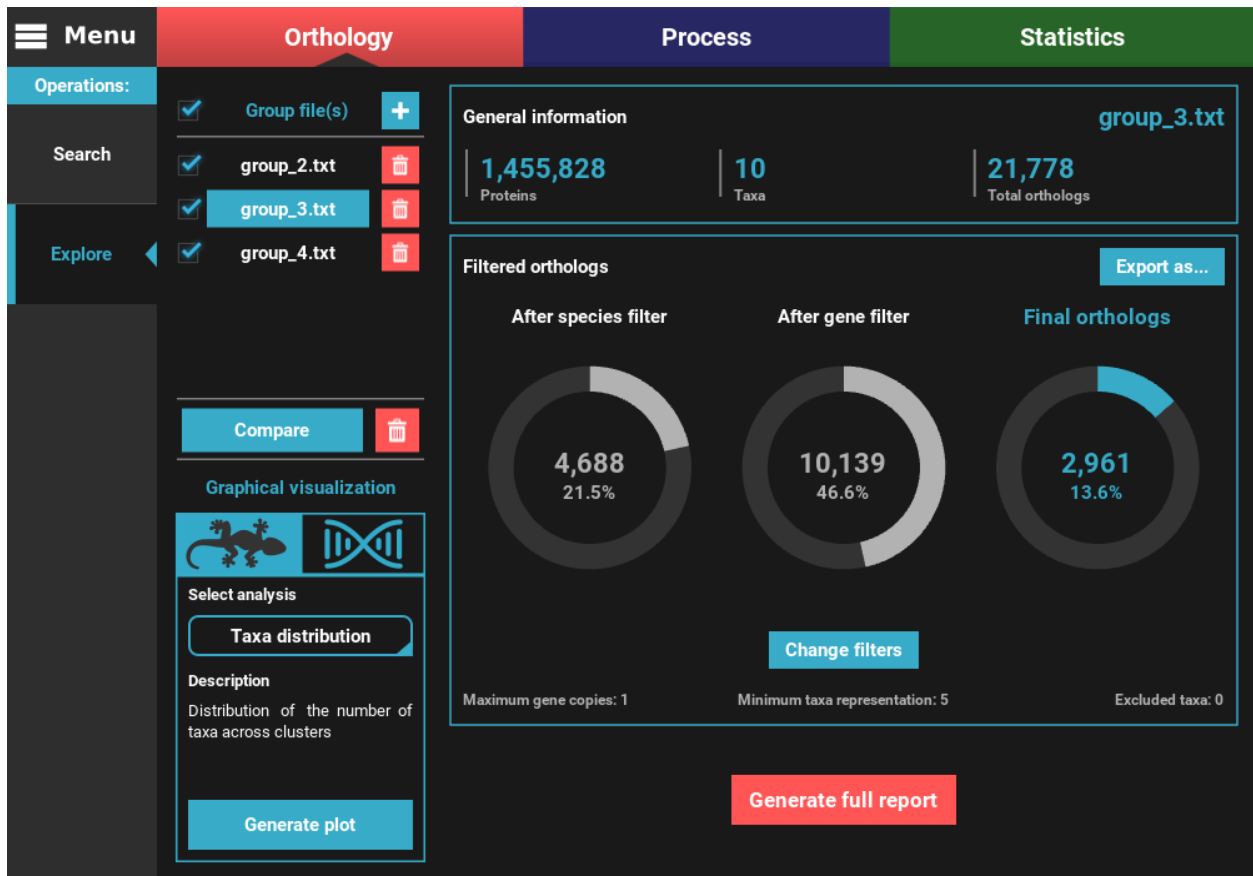 Menu
Orthology
Process
Statistics
Operations:
Search
Explore
Group file(s)
+
group_2.txt
group_3.txt
group_4.txt
Compare
Graphical visualization
Select analysis
Taxa distribution
Description
Distribution of the number of
taxa across clusters
Generate plot
General information
group_3.txt
1,455,828
Proteins
10
Taxa
21,778
Total orthologs
Filtered orthologs
Export as...
After species filter
4,688
21.5%
After gene filter
10,139
46.6%
Final orthologs
2,961
13.6%
Change filters
Maximum gene copies: 1
Minimum taxa representation: 5
Excluded taxa: 0
Generate full report